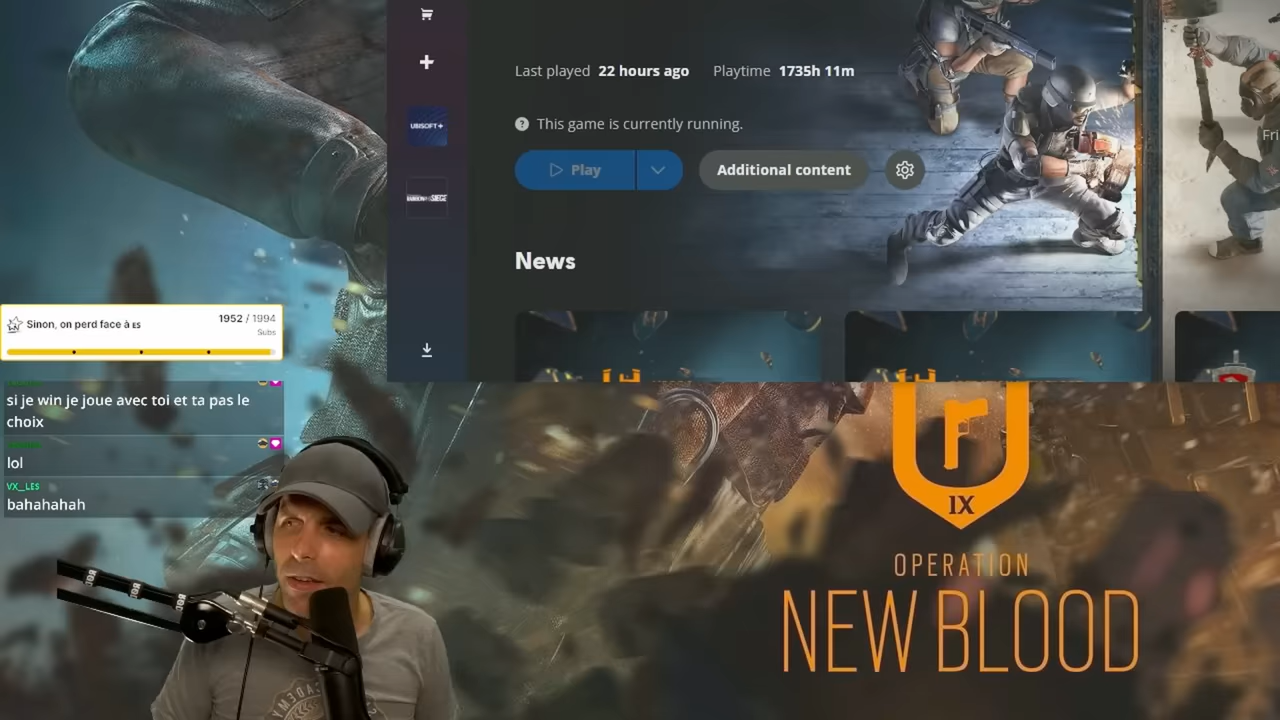 Last played 22 hours ago Playtime 1735h 11m
This game is currently running.
Play
Additional content
UBISOFT+
News
Sinon, on perd face à ES
1952 / 1994
Subs
si je win je joue avec toi et ta pas le
choix
lol
VX_LES
bahahahah
IX
OPERATION
NEW BLOOD
Fri